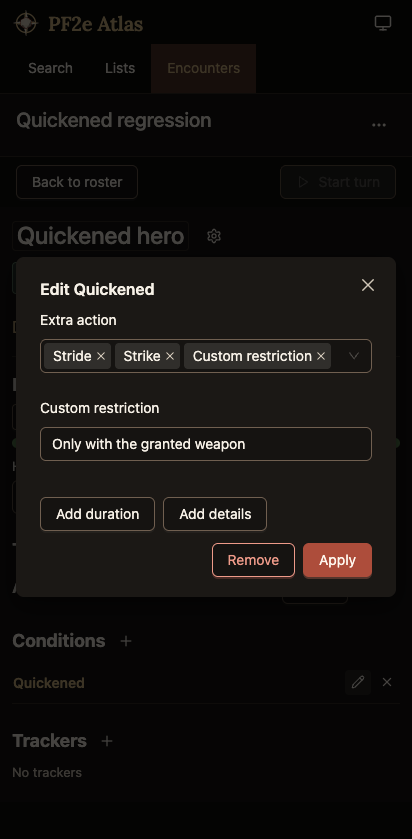 PF2e Atlas
Search Lists Encounters
Quickened regression
Back to roster Start turn
Quickened hero
Edit Quickened
Extra action
Stride Strike Custom restriction
Custom restriction
Only with the granted weapon
Add duration Add details
Remove Apply
Conditions
Quickened
Trackers
No trackers